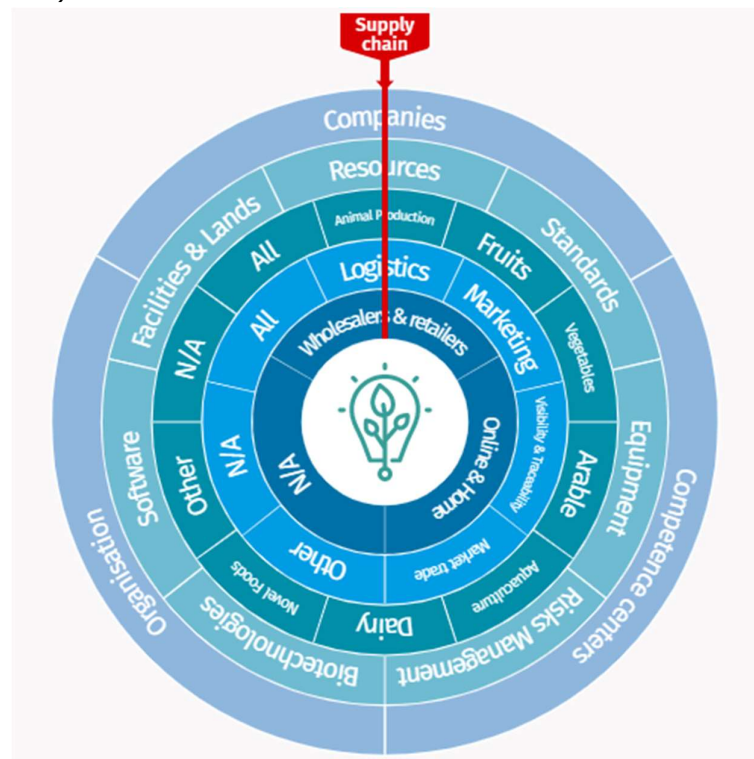 Supply
chain
Companies
Competence centers
Organisation
Resources
Standards
Equipment
Risks Management
Biotechnologies
Software
Facilities & Lands
Animal Production
Fruits
Vegetables
Arable
Aquaculture
Dairy
Novel Foods
Other
N/A
All
Logistics
Marketing
Visibility & Traceability
Market trade
Other
N/A
All
Wholesalers & retailers
Online & Home
N/A